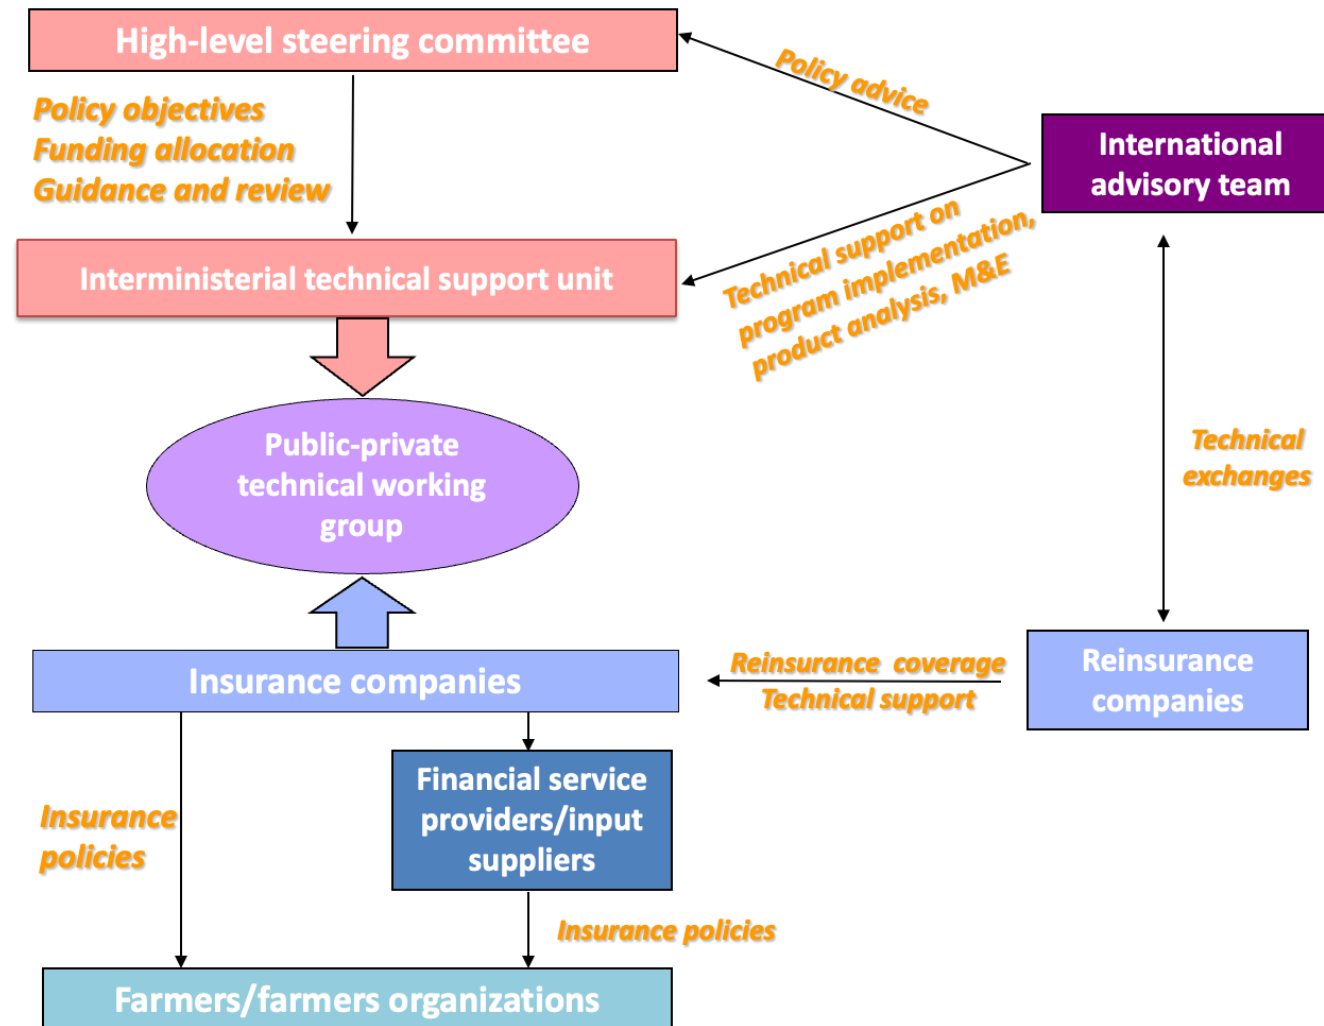 High-level steering committee
Policy advice
Policy objectives
Funding allocation
Guidance and review
International
advisory team
Interministerial technical support unit
Technical support on
program implementation,
product analysis, M&E
Public-private
technical working
group
Technical
exchanges
Insurance companies
Reinsurance  coverage
Technical support
Reinsurance
companies
Financial service
providers/input
suppliers
Insurance
policies
Insurance policies
Farmers/farmers organizations